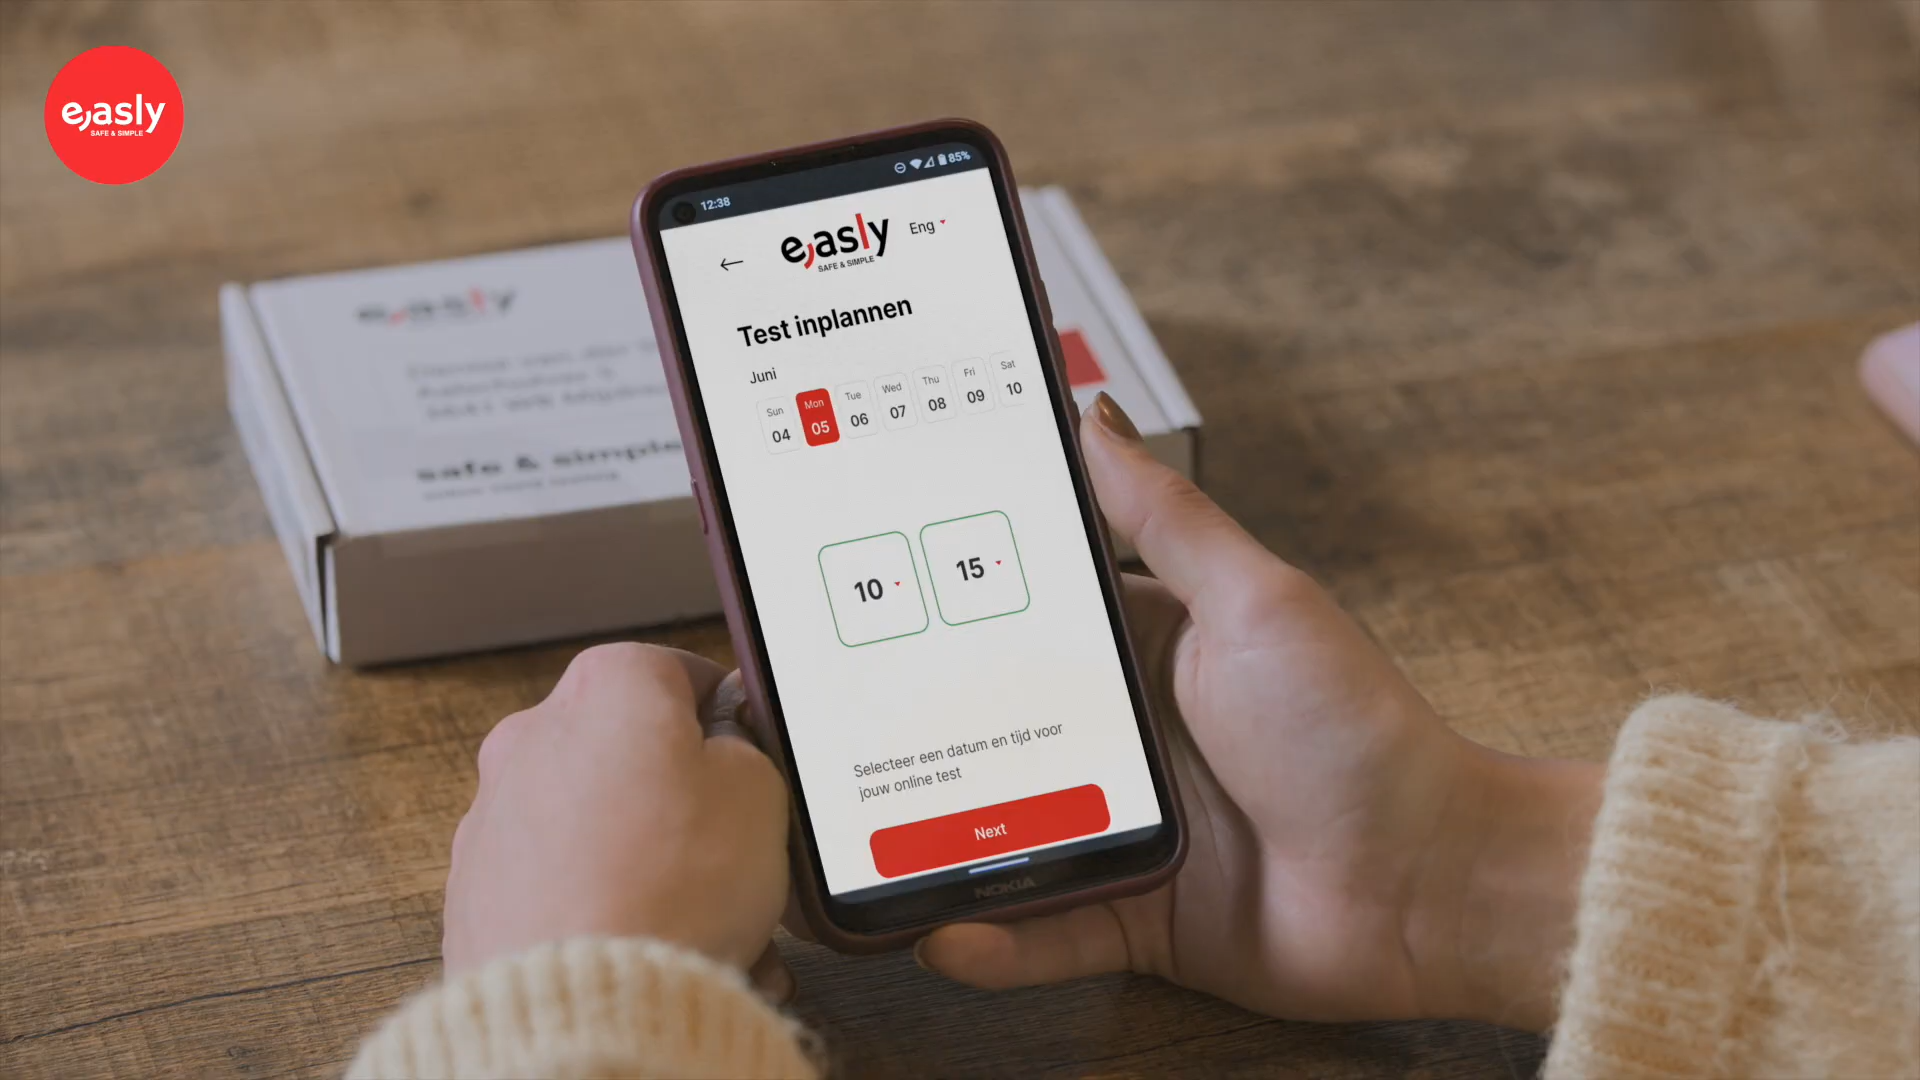 easly
SAFE & SIMPLE
12:38
85%
easly
SAFE & SIMPLE
Eng
Test inplannen
Juni
Sun Mon Tue Wed Thu Fri Sat
04 05 06 07 08 09 10
10 15
Selecteer een datum en tijd voor
jouw online test
Next
NOKIA
easly
safe & simple